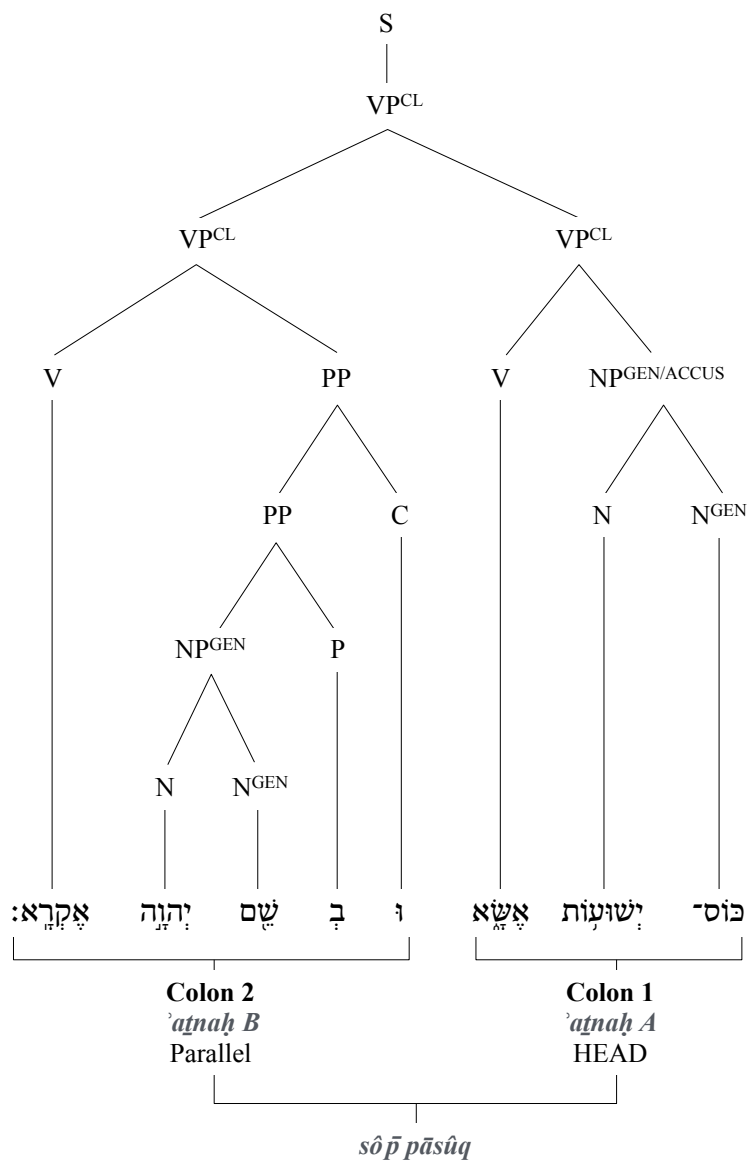 S
VPCL
VPCL VPCL
V PP V NPGEN/ACCUS
PP C N NGEN
NPGEN P
N NGEN
כּוֹס־ יְשׁוּע֥וֹת אֶשָּׂ֑א וּ בְ שֵׁ֖ם יְהוָ֣ה אֶקְרָֽא׃
Colon 2 Colon 1
ʾaṯnaḥ B ʾaṯnaḥ A
Parallel HEAD
sôp̄ pāsûq